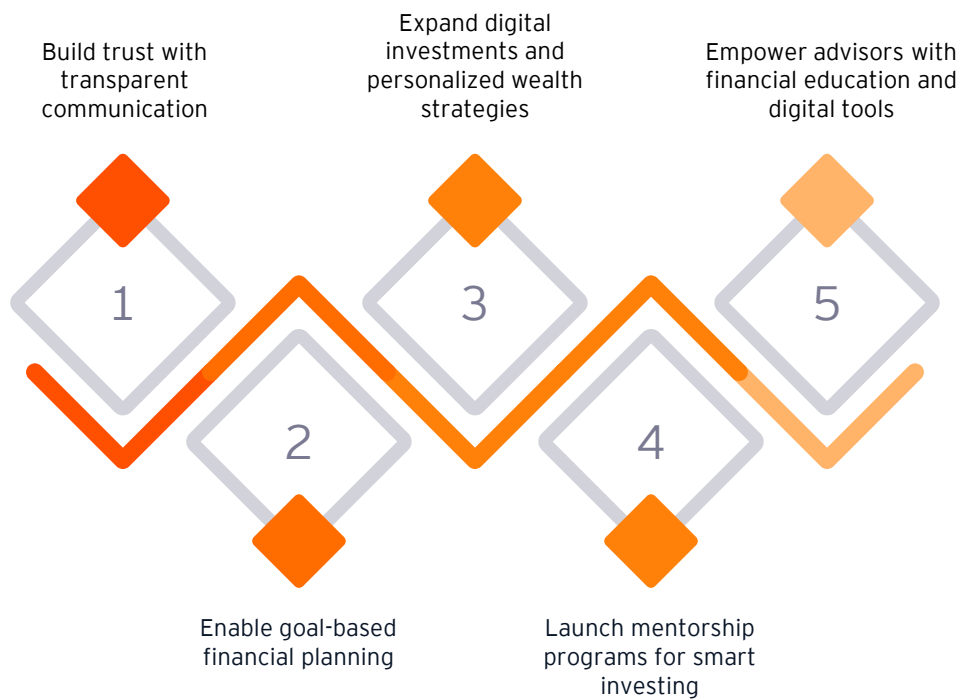 Build trust with
transparent
communication
1
Enable goal-based
financial planning
2
Expand digital
investments and
personalized wealth
strategies
3
Launch mentorship
programs for smart
investing
4
Empower advisors with
financial education and
digital tools
5